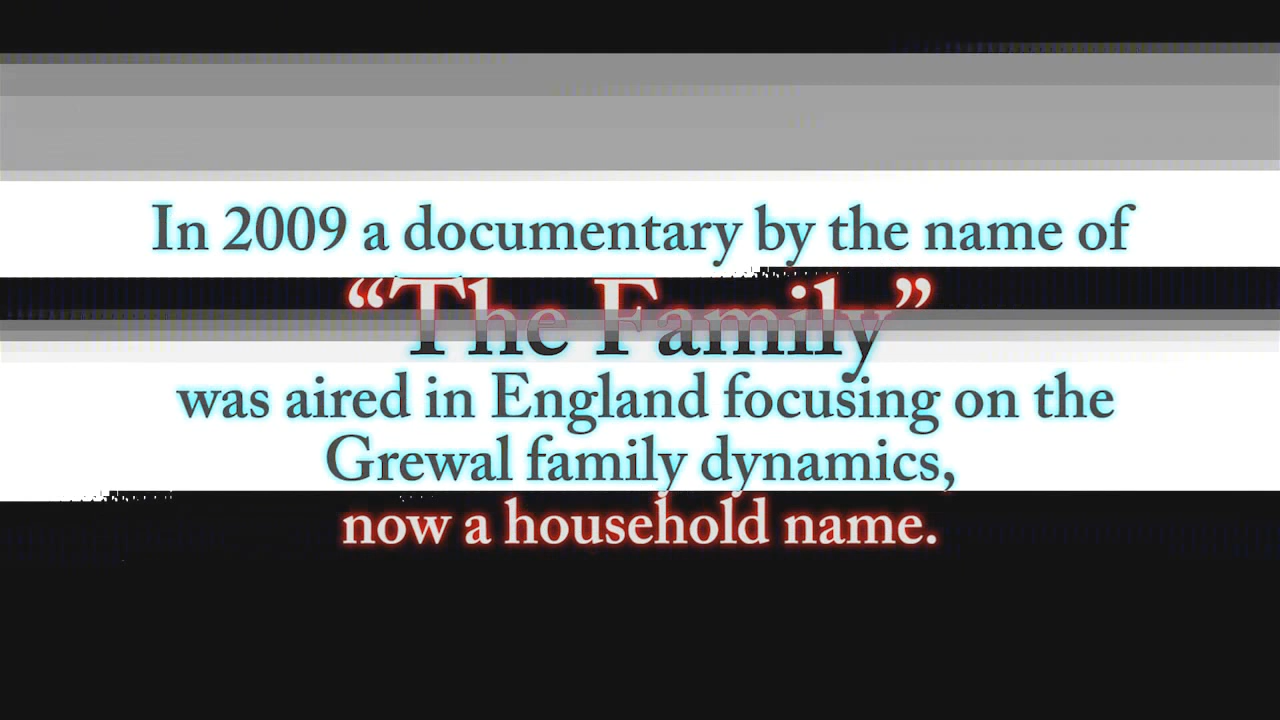 In 2009 a documentary by the name of
“The Family”
was aired in England focusing on the
Grewal family dynamics,
now a household name.